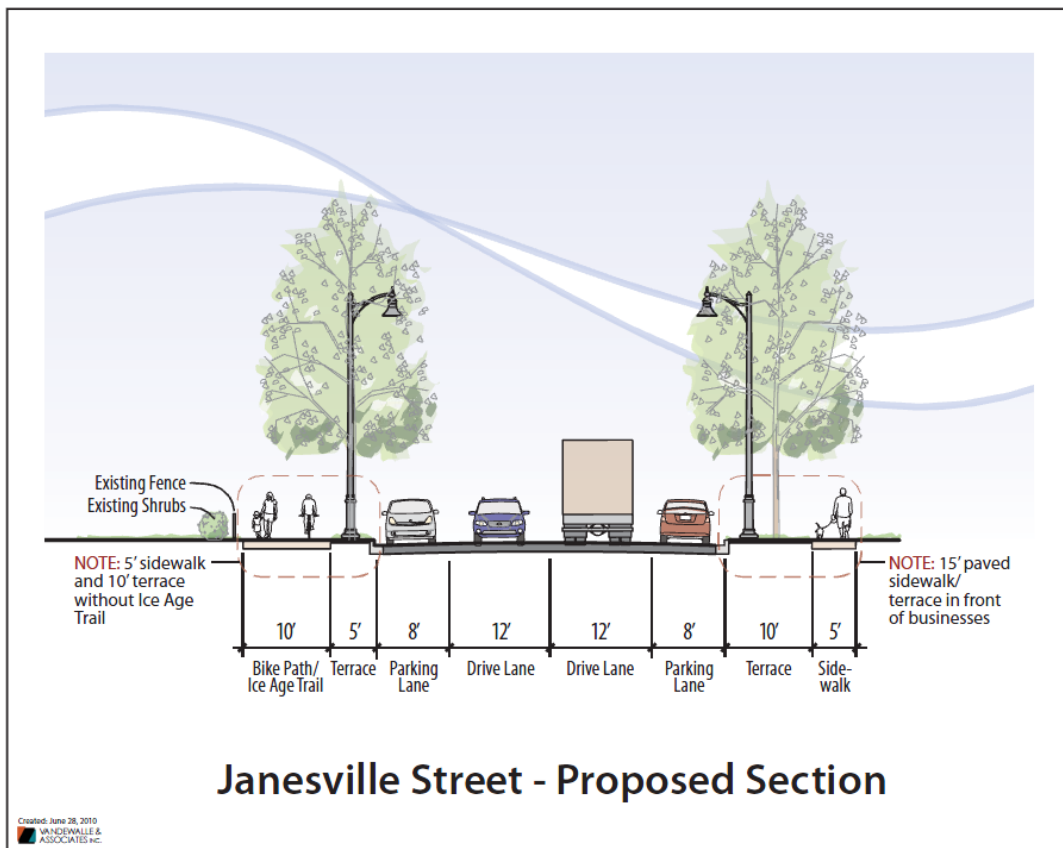 Existing Fence
Existing Shrubs
NOTE: 5' sidewalk
and 10' terrace
without Ice Age
Trail
NOTE: 15' paved
sidewalk/
terrace in front
of businesses
10' 5' 8' 12' 12' 8' 10' 5'
Bike Path/ Terrace Parking Drive Lane Drive Lane Parking Terrace Side-
Ice Age Trail Lane Lane walk
Janesville Street - Proposed Section
Created: June 28, 2010
VANDEWALLE &
ASSOCIATES INC.